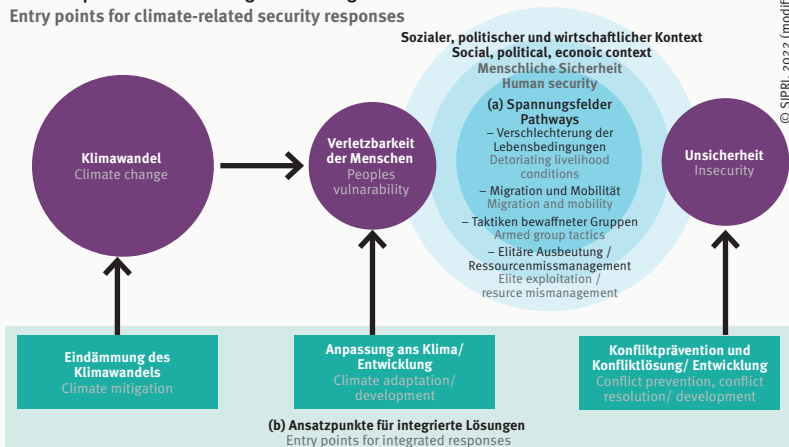 Entry points for climate-related security responses
© SIPRI, 2022
Sozialer, politischer und wirtschaftlicher Kontext
Social, political, econoic context
Menschliche Sicherheit
Human security
(a) Spannungsfelder
Pathways
– Verschlechterung der
Lebensbedingungen
Detoriating livelihood
conditions
– Migration und Mobilität
Migration and mobility
– Taktiken bewaffneter Gruppen
Armed group tactics
– Elitäre Ausbeutung /
Ressourcenmissmanagement
Elite exploitation /
resurce mismanagement
Klimawandel
Climate change
Verletzbarkeit
der Menschen
Peoples
vulnarability
Unsicherheit
Insecurity
Eindämmung des
Klimawandels
Climate mitigation
Anpassung ans Klima/
Entwicklung
Climate adaptation/
development
Konfliktprävention und
Konfliktlösung/ Entwicklung
Conflict prevention, conflict
resolution/ development
(b) Ansatzpunkte für integrierte Lösungen
Entry points for integrated responses